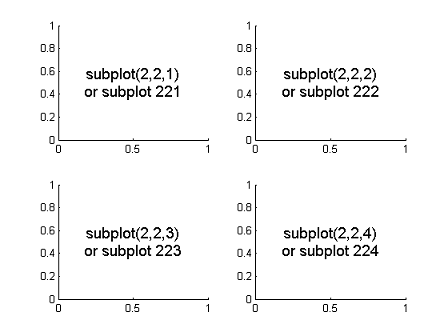 1
0.8
0.6
0.4
0.2
0
0 0.5 1
subplot(2,2,1)
or subplot 221
1
0.8
0.6
0.4
0.2
0
0 0.5 1
subplot(2,2,2)
or subplot 222
1
0.8
0.6
0.4
0.2
0
0 0.5 1
subplot(2,2,3)
or subplot 223
1
0.8
0.6
0.4
0.2
0
0 0.5 1
subplot(2,2,4)
or subplot 224